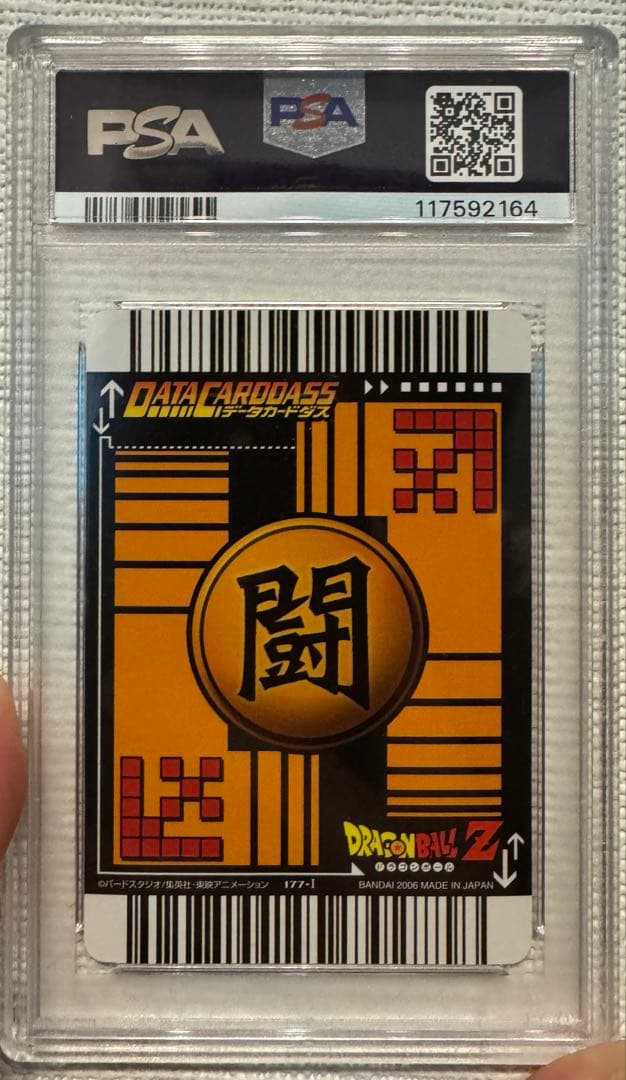 PSA
PSA
117592164
DATA CARDDASS
データカードダス
闘
DRAGONBALL Z
ドラゴンボール
©バードスタジオ/集英社・東映アニメーション 177-I BANDAI 2006 MADE IN JAPAN